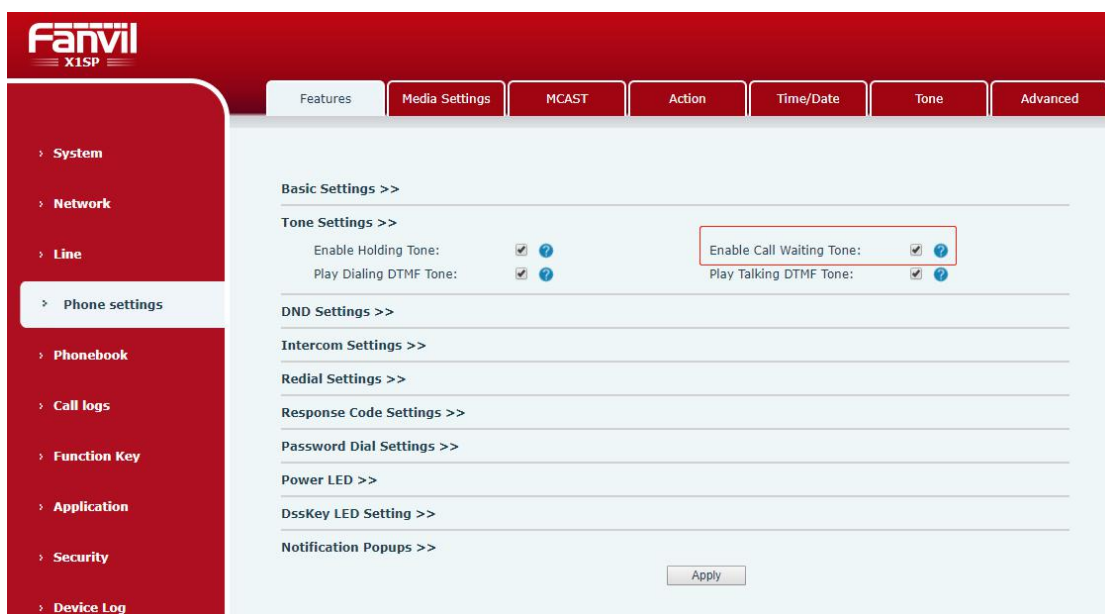 Fanvil
X1SP
Features Media Settings MCAST Action Time/Date Tone Advanced
› System
› Network
› Line
› Phone settings
› Phonebook
› Call logs
› Function Key
› Application
› Security
› Device Log
Basic Settings >>
Tone Settings >>
Enable Holding Tone: ? Enable Call Waiting Tone: ?
Play Dialing DTMF Tone: ? Play Talking DTMF Tone: ?
DND Settings >>
Intercom Settings >>
Redial Settings >>
Response Code Settings >>
Password Dial Settings >>
Power LED >>
DssKey LED Setting >>
Notification Popups >>
Apply